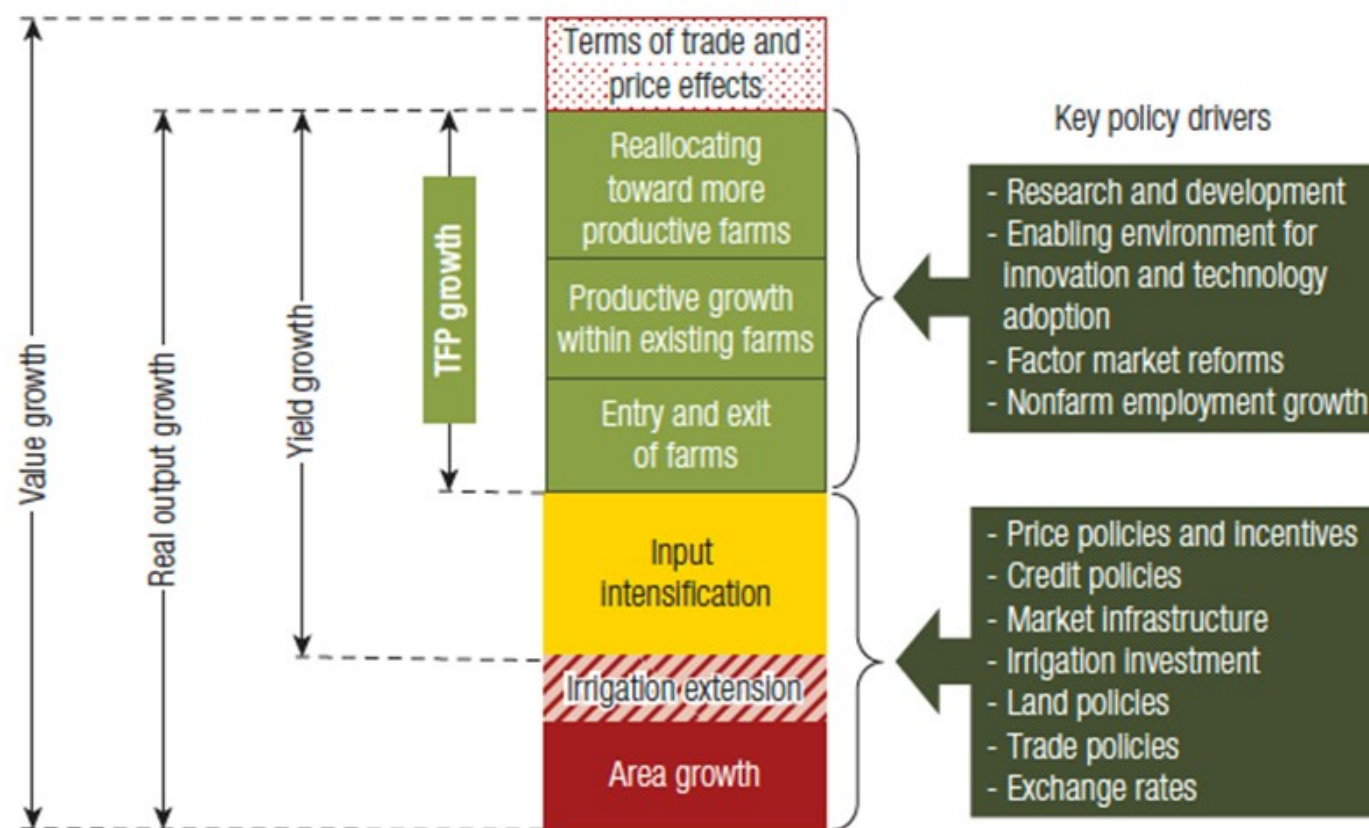 Value growth
Real output growth
Yield growth
TFP growth
Terms of trade and
price effects
Reallocating
toward more
productive farms
Productive growth
within existing farms
Entry and exit
of farms
Input
intensification
Irrigation extension
Area growth
Key policy drivers
- Research and development
- Enabling environment for
innovation and technology
adoption
- Factor market reforms
- Nonfarm employment growth
- Price policies and incentives
- Credit policies
- Market infrastructure
- Irrigation investment
- Land policies
- Trade policies
- Exchange rates